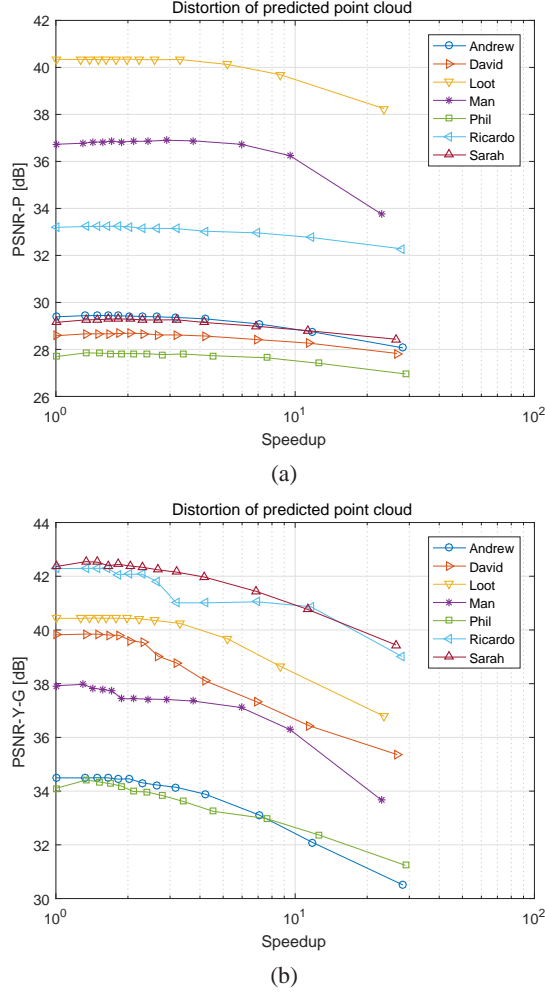 Distortion of predicted point cloud
42
40
38
36
34
32
30
28
26
PSNR-P [dB]
Andrew
David
Loot
Man
Phil
Ricardo
Sarah
10^0 10^1 10^2
Speedup
(a)
Distortion of predicted point cloud
44
42
40
38
36
34
32
30
PSNR-Y-G [dB]
Andrew
David
Loot
Man
Phil
Ricardo
Sarah
10^0 10^1 10^2
Speedup
(b)